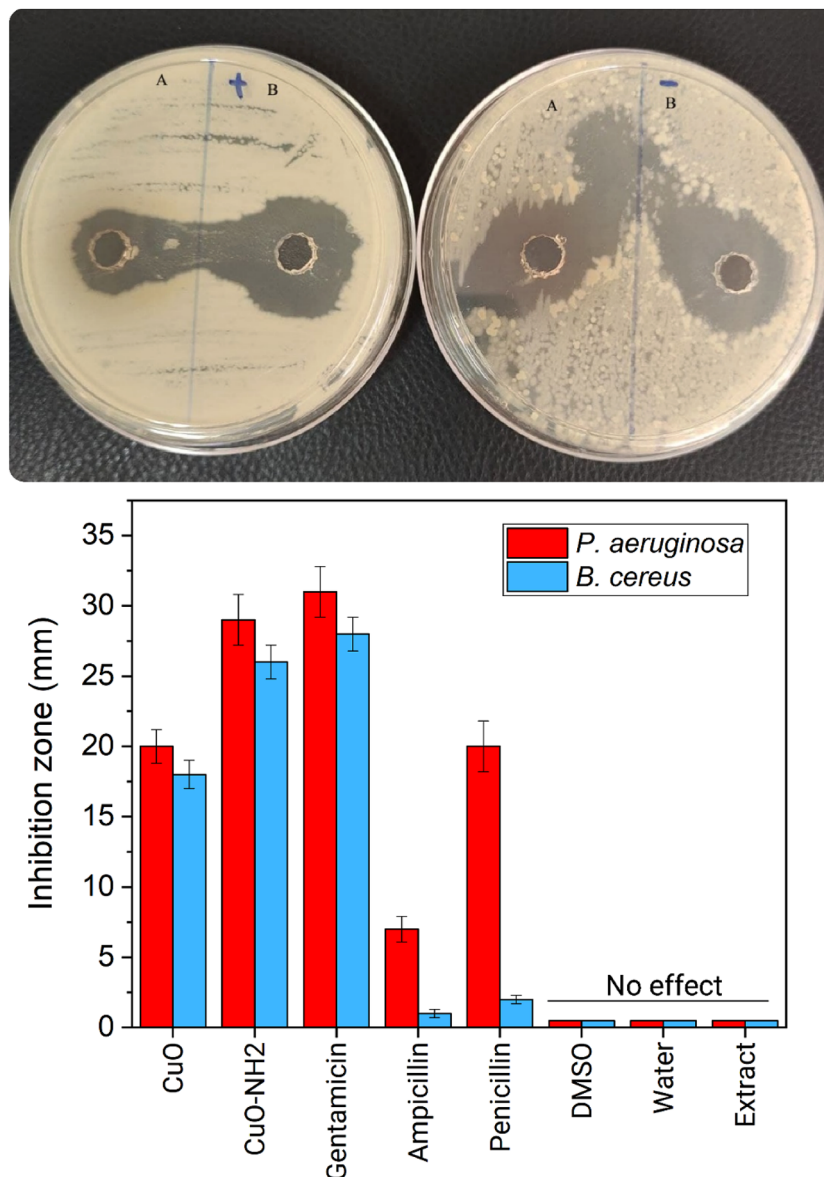 A + B
A - B
Inhibition zone (mm)
35
30
25
20
15
10
5
0
P. aeruginosa
B. cereus
No effect
CuO
CuO-NH2
Gentamicin
Ampicillin
Penicillin
DMSO
Water
Extract